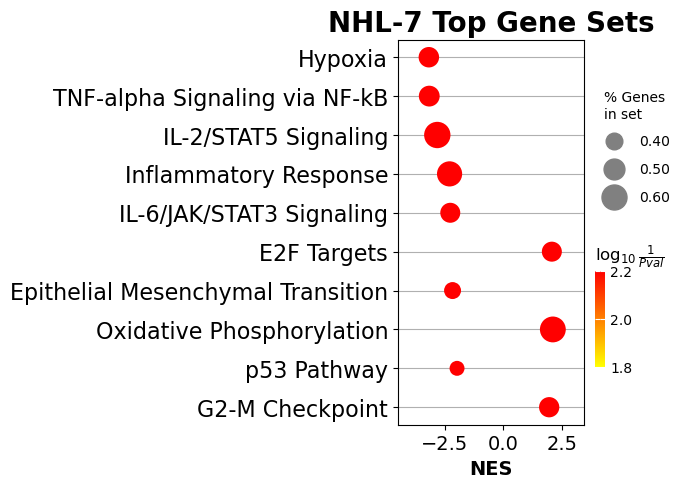 NHL-7 Top Gene Sets
Hypoxia
TNF-alpha Signaling via NF-kB
IL-2/STAT5 Signaling
Inflammatory Response
IL-6/JAK/STAT3 Signaling
E2F Targets
Epithelial Mesenchymal Transition
Oxidative Phosphorylation
p53 Pathway
G2-M Checkpoint
−2.5 0.0 2.5
NES
% Genes
in set
0.40
0.50
0.60
log₁₀ 1/Pval
2.2
2.0
1.8